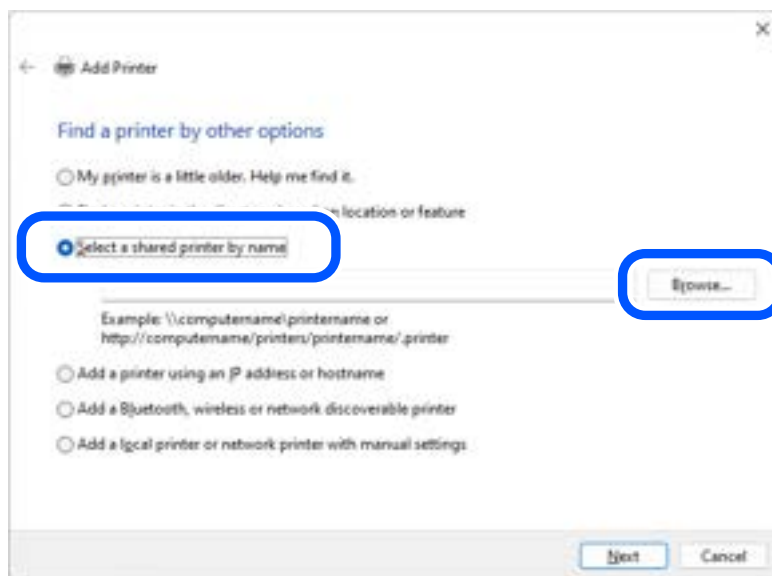 Add Printer
Find a printer by other options
My printer is a little older. Help me find it.
location or feature
Select a shared printer by name
Browse...
Example: \\computername\printername or
http://computername/printers/printername/.printer
Add a printer using an IP address or hostname
Add a Bluetooth, wireless or network discoverable printer
Add a local printer or network printer with manual settings
Next
Cancel